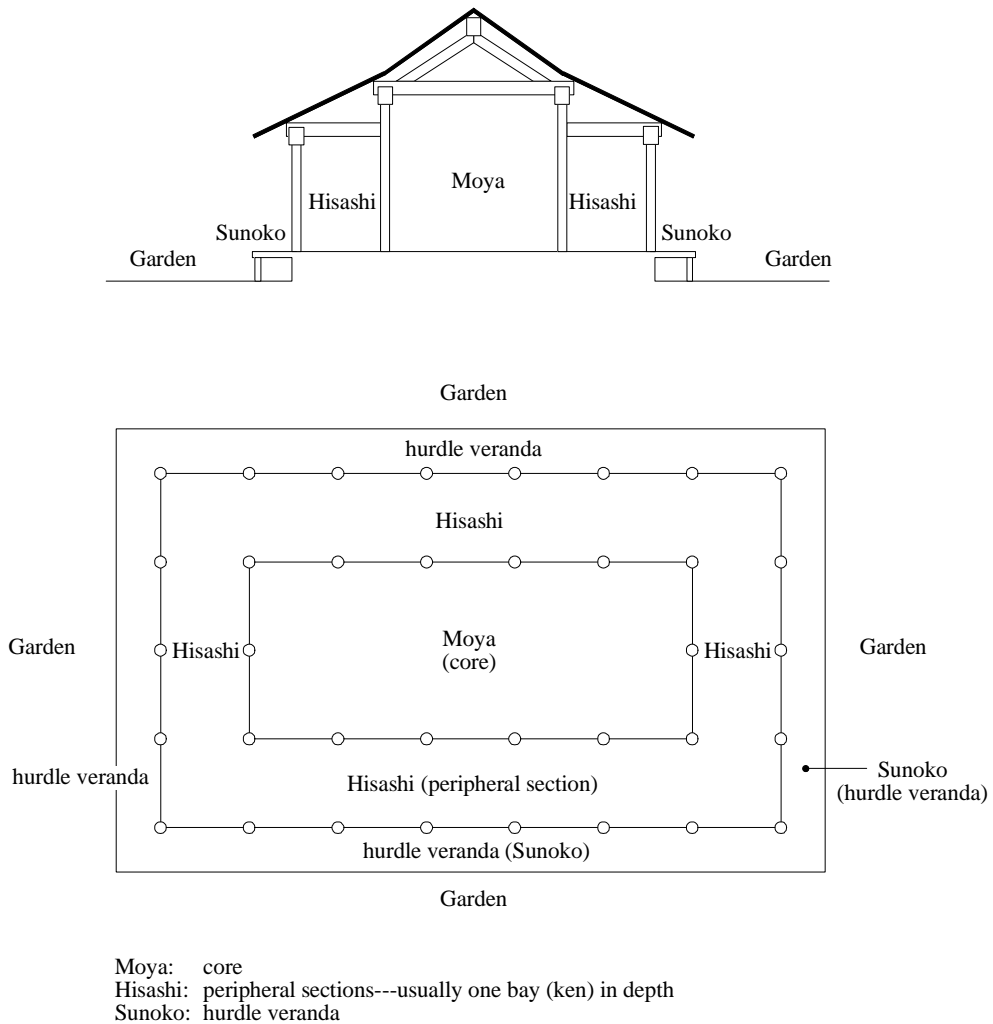 Moya
Hisashi
Hisashi
Sunoko
Sunoko
Garden
Garden
Garden
hurdle veranda
Hisashi
Moya
(core)
Garden
Hisashi
Hisashi
Garden
hurdle veranda
Hisashi (peripheral section)
Sunoko
(hurdle veranda)
hurdle veranda (Sunoko)
Garden
Moya: core
Hisashi: peripheral sections---usually one bay (ken) in depth
Sunoko: hurdle veranda